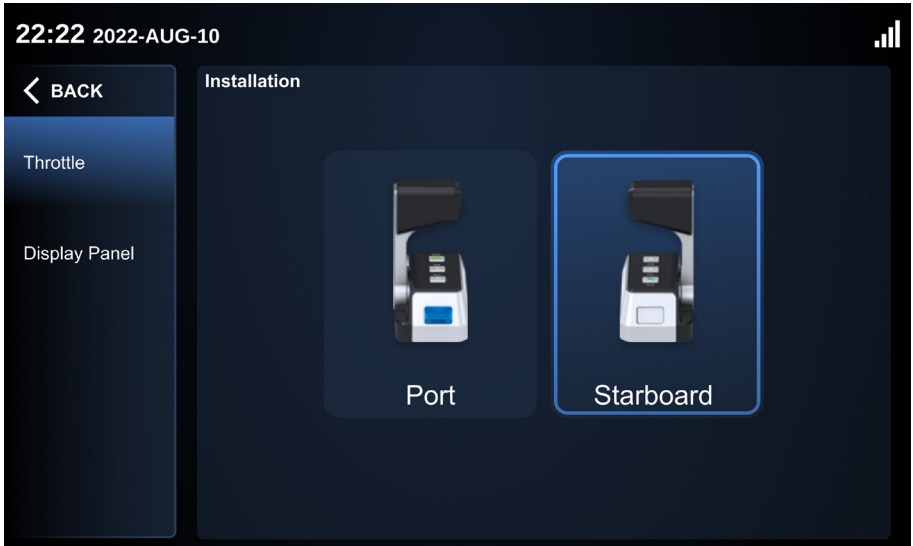 22:22 2022-AUG-10
BACK
Installation
Throttle
Display Panel
Port
Starboard